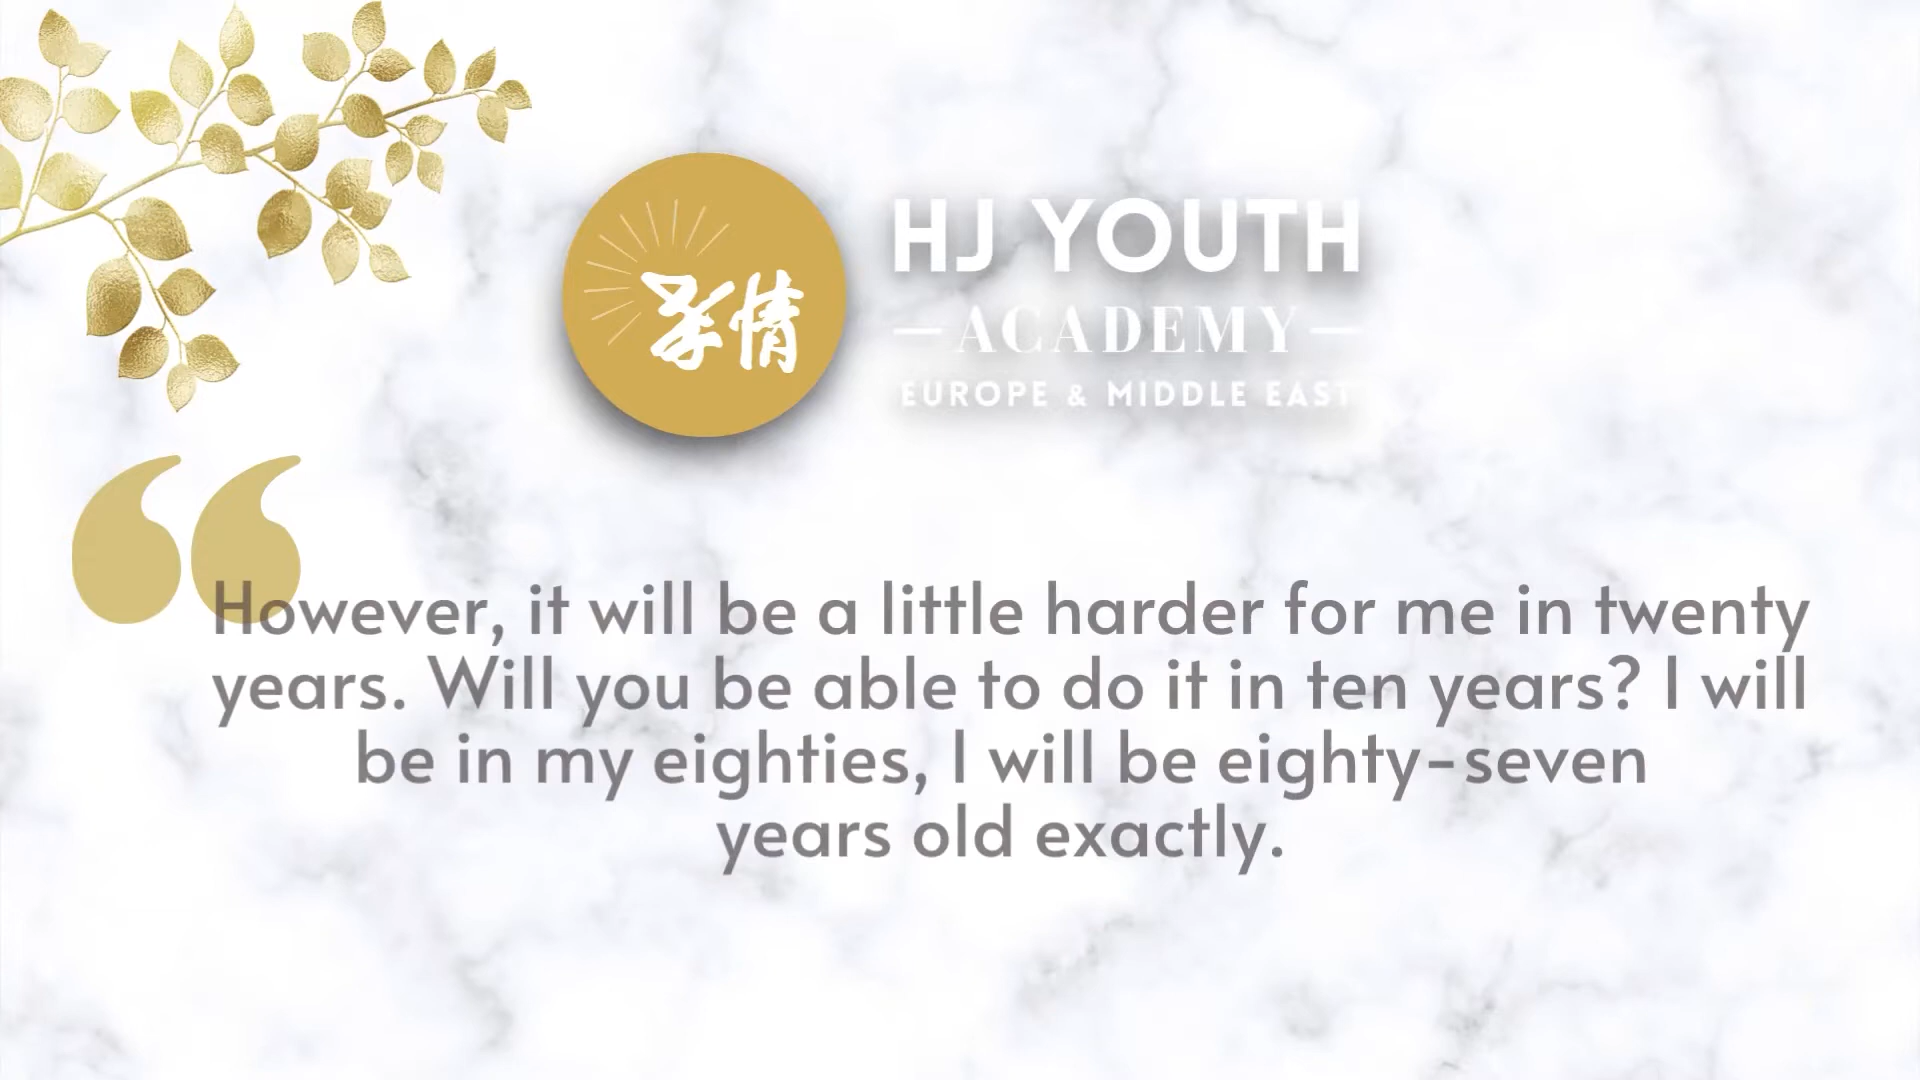 孝情
HJ YOUTH
ACADEMY
EUROPE & MIDDLE EAST
However, it will be a little harder for me in twenty
years. Will you be able to do it in ten years? I will
be in my eighties, I will be eighty-seven
years old exactly.